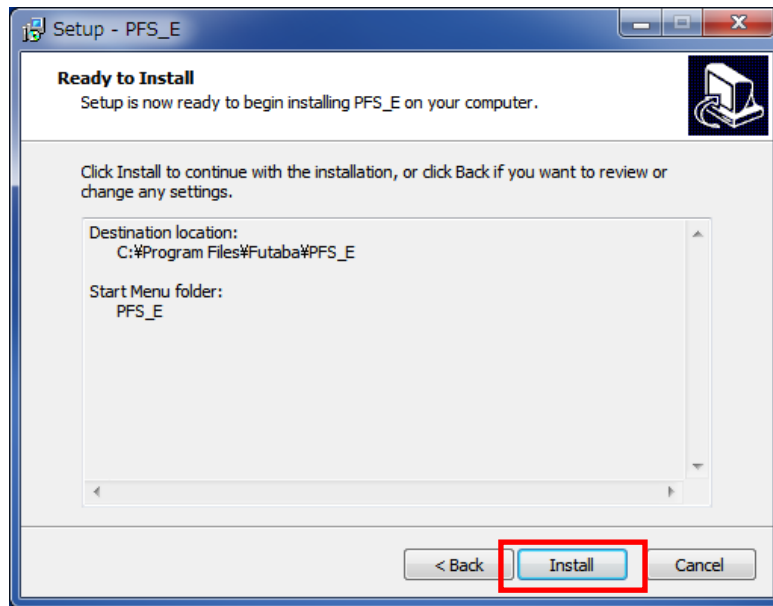 Setup - PFS_E
Ready to Install
Setup is now ready to begin installing PFS_E on your computer.
Click Install to continue with the installation, or click Back if you want to review or
change any settings.
Destination location:
C:¥Program Files¥Futaba¥PFS_E
Start Menu folder:
PFS_E
< Back
Install
Cancel